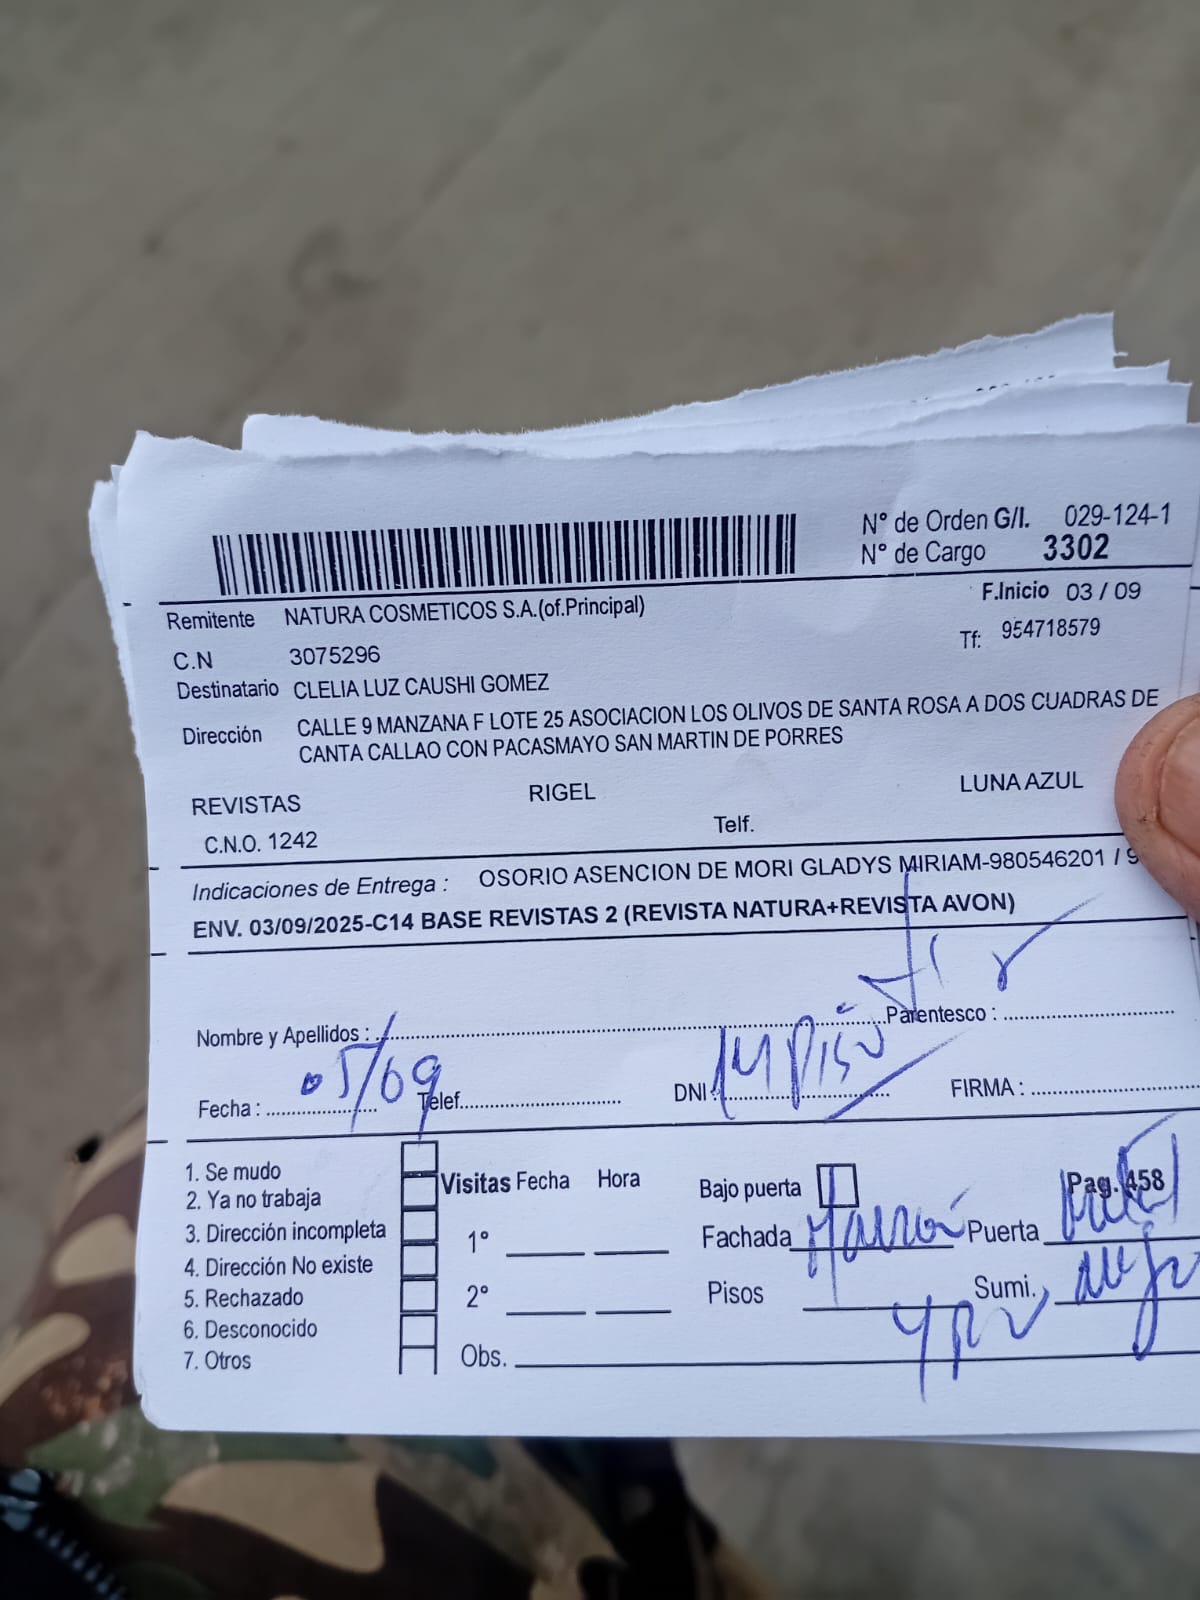 N° de Orden G/I. 029-124-1
N° de Cargo 3302
F.Inicio 03 / 09
Remitente NATURA COSMETICOS S.A.(of.Principal)
Tf: 954718579
C.N 3075296
Destinatario CLELIA LUZ CAUSHI GOMEZ
Dirección CALLE 9 MANZANA F LOTE 25 ASOCIACION LOS OLIVOS DE SANTA ROSA A DOS CUADRAS DE
CANTA CALLAO CON PACASMAYO SAN MARTIN DE PORRES
REVISTAS RIGEL LUNA AZUL
C.N.O. 1242 Telf.
Indicaciones de Entrega : OSORIO ASENCION DE MORI GLADYS MIRIAM-980546201 / 9
ENV. 03/09/2025-C14 BASE REVISTAS 2 (REVISTA NATURA+REVISTA AVON)
Nombre y Apellidos : Parentesco :
Fecha : 05/09 Telef. DNI FIRMA :
1. Se mudo
2. Ya no trabaja
3. Dirección incompleta
4. Dirección No existe
5. Rechazado
6. Desconocido
7. Otros
Visitas Fecha Hora
1°
2°
Obs.
Bajo puerta Pag. 458
Fachada Puerta
Pisos Sumi.